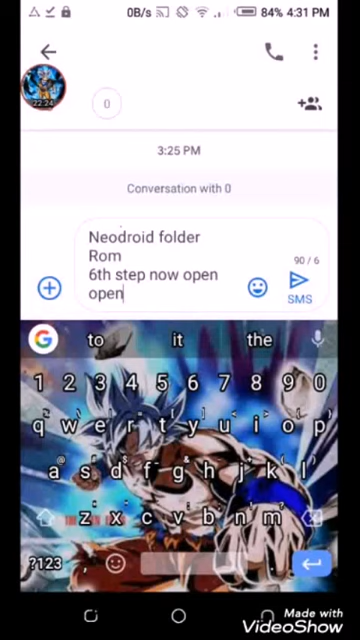 0B/s 84% 4:31 PM
22:24
0
3:25 PM
Conversation with 0
Neodroid folder
Rom
6th step now open
open
90 / 6
SMS
G to it the
1 2 3 4 5 6 7 8 9 0
q w e r t y u i o p
a s d f g h j k l
z x c v b n m
?123 , .
Made with
VideoShow